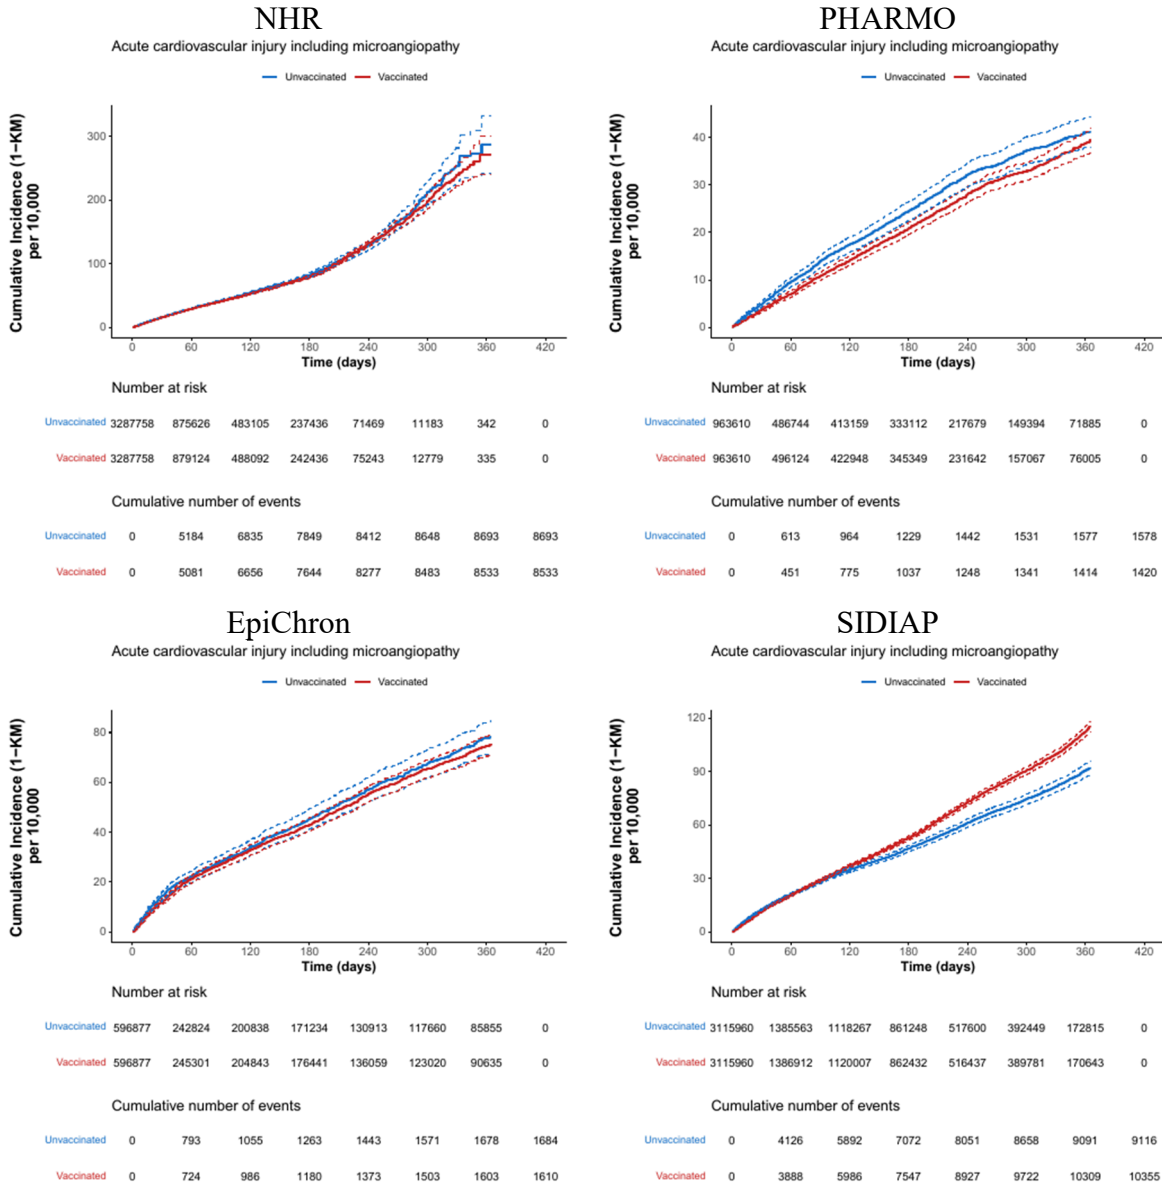 NHR
Acute cardiovascular injury including microangiopathy
Unvaccinated Vaccinated
Cumulative Incidence (1−KM)
per 10,000
300
200
100
0
0 60 120 180 240 300 360 420
Time (days)
Number at risk
Unvaccinated 3287758 875626 483105 237436 71469 11183 342 0
Vaccinated 3287758 879124 488092 242436 75243 12779 335 0
Cumulative number of events
Unvaccinated 0 5184 6835 7849 8412 8648 8693 8693
Vaccinated 0 5081 6656 7644 8277 8483 8533 8533
PHARMO
Acute cardiovascular injury including microangiopathy
Unvaccinated Vaccinated
Cumulative Incidence (1−KM)
per 10,000
40
30
20
10
0
0 60 120 180 240 300 360 420
Time (days)
Number at risk
Unvaccinated 963610 486744 413159 333112 217679 149394 71885 0
Vaccinated 963610 496124 422948 345349 231642 157067 76005 0
Cumulative number of events
Unvaccinated 0 613 964 1229 1442 1531 1577 1578
Vaccinated 0 451 775 1037 1248 1341 1414 1420
EpiChron
Acute cardiovascular injury including microangiopathy
Unvaccinated Vaccinated
Cumulative Incidence (1−KM)
per 10,000
80
60
40
20
0
0 60 120 180 240 300 360 420
Time (days)
Number at risk
Unvaccinated 596877 242824 200838 171234 130913 117660 85855 0
Vaccinated 596877 245301 204843 176441 136059 123020 90635 0
Cumulative number of events
Unvaccinated 0 793 1055 1263 1443 1571 1678 1684
Vaccinated 0 724 986 1180 1373 1503 1603 1610
SIDIAP
Acute cardiovascular injury including microangiopathy
Unvaccinated Vaccinated
Cumulative Incidence (1−KM)
per 10,000
120
90
60
30
0
0 60 120 180 240 300 360 420
Time (days)
Number at risk
Unvaccinated 3115960 1385563 1118267 861248 517600 392449 172815 0
Vaccinated 3115960 1386912 1120007 862432 516437 389781 170643 0
Cumulative number of events
Unvaccinated 0 4126 5892 7072 8051 8658 9091 9116
Vaccinated 0 3888 5986 7547 8927 9722 10309 10355